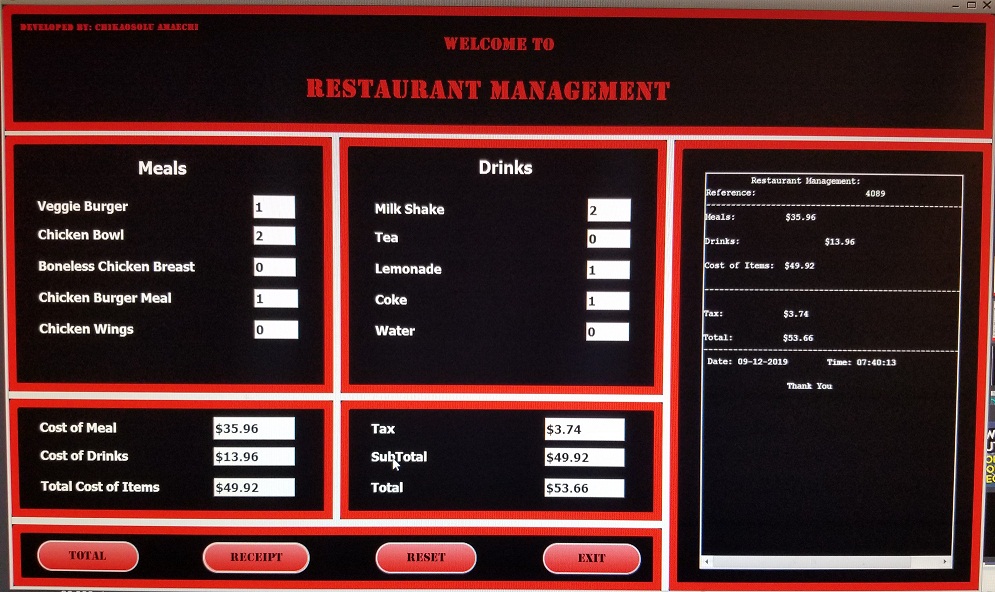 DEVELOPED BY: CHIKAOSOLU AMAECHI
WELCOME TO
RESTAURANT MANAGEMENT
Meals
Veggie Burger 1
Chicken Bowl 2
Boneless Chicken Breast 0
Chicken Burger Meal 1
Chicken Wings 0
Drinks
Milk Shake 2
Tea 0
Lemonade 1
Coke 1
Water 0
Cost of Meal $35.96
Cost of Drinks $13.96
Total Cost of Items $49.92
Tax $3.74
SubTotal $49.92
Total $53.66
TOTAL RECEIPT RESET EXIT
Restaurant Management:
Reference: 4089
Meals: $35.96
Drinks: $13.96
Cost of Items: $49.92
Tax: $3.74
Total: $53.66
Date: 09-12-2019 Time: 07:40:13
Thank You